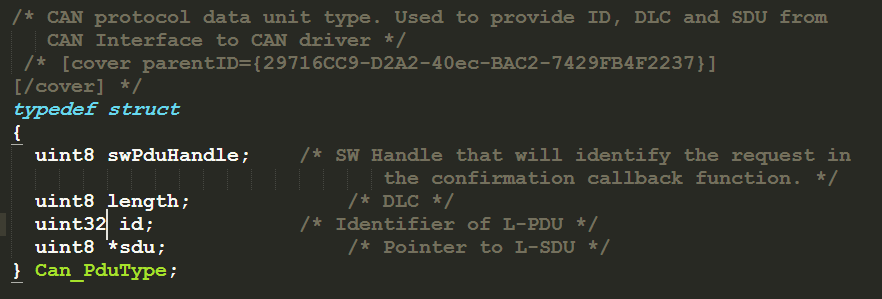 /* CAN protocol data unit type. Used to provide ID, DLC and SDU from
CAN Interface to CAN driver */
/* [cover parentID={29716CC9-D2A2-40ec-BAC2-7429FB4F2237}]
[/cover] */
typedef struct
{
uint8 swPduHandle; /* SW Handle that will identify the request in
the confirmation callback function. */
uint8 length; /* DLC */
uint32 id; /* Identifier of L-PDU */
uint8 *sdu; /* Pointer to L-SDU */
} Can_PduType;